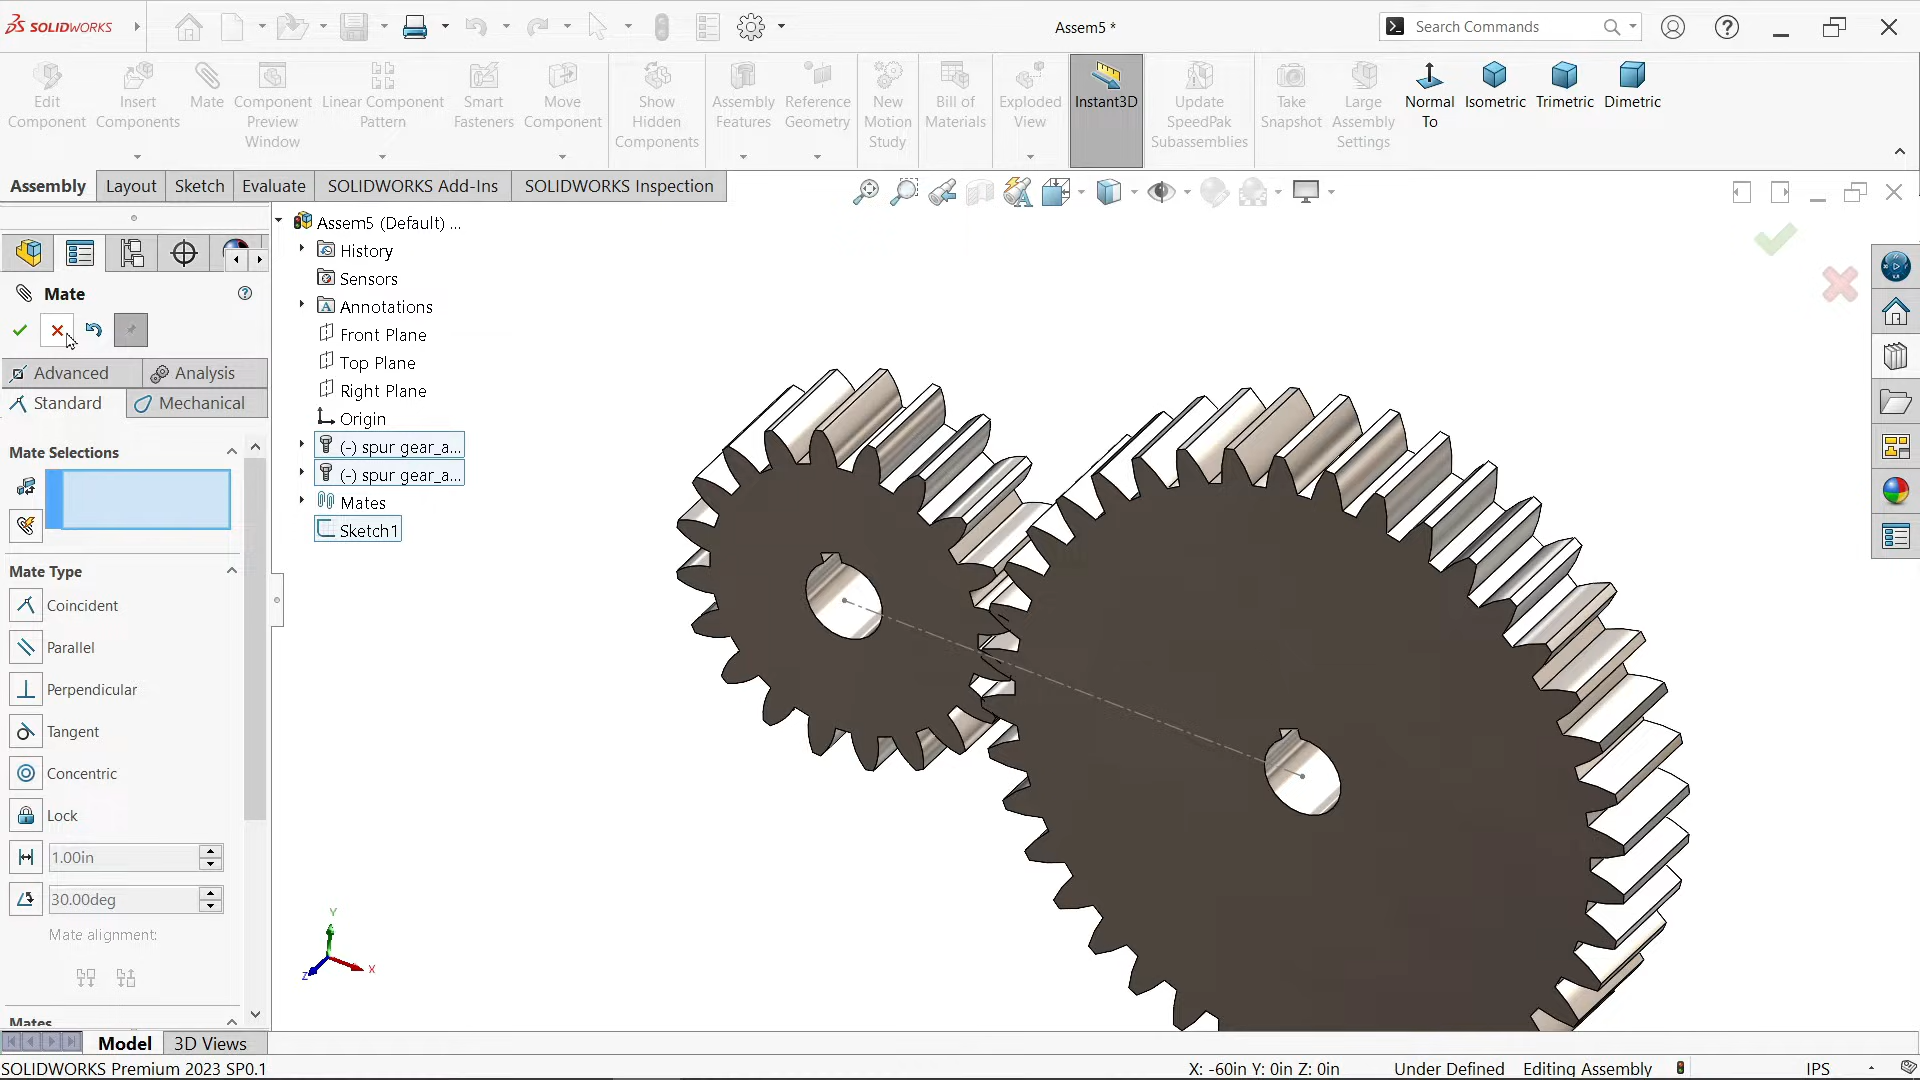 SOLIDWORKS
Assem5 *
Search Commands
Edit
Component
Insert
Components
Mate
Component
Preview
Window
Linear Component
Pattern
Smart
Fasteners
Move
Component
Show
Hidden
Components
Assembly
Features
Reference
Geometry
New
Motion
Study
Bill of
Materials
Exploded
View
Instant3D
Update
SpeedPak
Subassemblies
Take
Snapshot
Large
Assembly
Settings
Normal
To
Isometric
Trimetric
Dimetric
Assembly
Layout
Sketch
Evaluate
SOLIDWORKS Add-Ins
SOLIDWORKS Inspection
Assem5 (Default) ...
History
Sensors
Annotations
Front Plane
Top Plane
Right Plane
Origin
(-) spur gear_a...
(-) spur gear_a...
Mates
Sketch1
Mate
Advanced
Analysis
Standard
Mechanical
Mate Selections
Mate Type
Coincident
Parallel
Perpendicular
Tangent
Concentric
Lock
1.00in
30.00deg
Mate alignment:
Mates
Y
X
Z
Model
3D Views
SOLIDWORKS Premium 2023 SP0.1
X: -60in Y: 0in Z: 0in
Under Defined
Editing Assembly
IPS